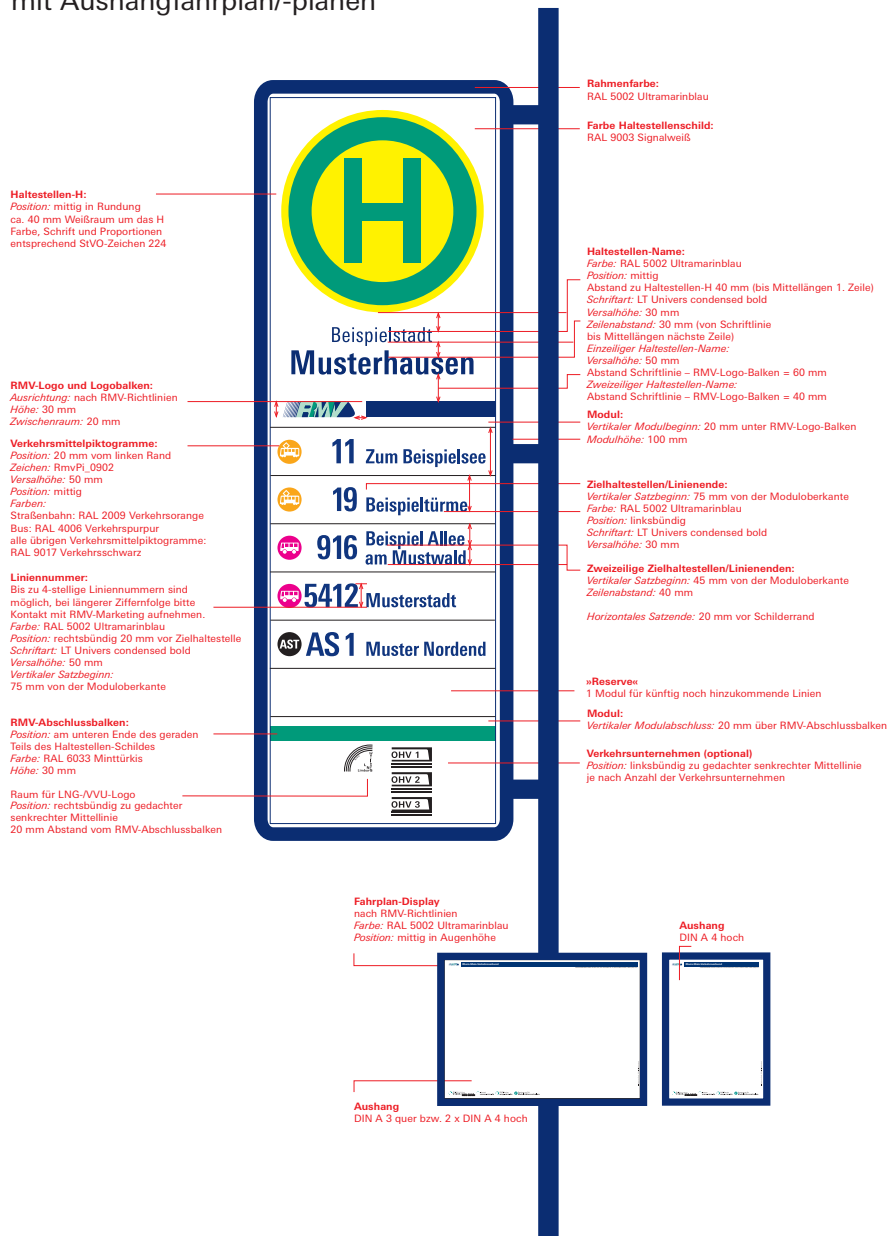 mit Aushangfahrplan/-plänen
Rahmenfarbe:
RAL 5002 Ultramarinblau
Farbe Haltestellenschild:
RAL 9003 Signalweiß
H
Haltestellen-H:
Position: mittig in Rundung
ca. 40 mm Weißraum um das H
Farbe, Schrift und Proportionen
entsprechend StVO-Zeichen 224
Haltestellen-Name:
Farbe: RAL 5002 Ultramarinblau
Position: mittig
Abstand zu Haltestellen-H 40 mm (bis Mittellängen 1. Zeile)
Schriftart: LT Univers condensed bold
Versalhöhe: 30 mm
Zeilenabstand: 30 mm (von Schriftlinie
bis Mittellängen nächste Zeile)
Einzeiliger Haltestellen-Name:
Versalhöhe: 50 mm
Abstand Schriftlinie – RMV-Logo-Balken = 60 mm
Zweizeiliger Haltestellen-Name:
Abstand Schriftlinie – RMV-Logo-Balken = 40 mm
Beispielstadt
Musterhausen
RMV-Logo und Logobalken:
Ausrichtung: nach RMV-Richtlinien
Höhe: 30 mm
Zwischenraum: 20 mm
RMV
Modul:
Vertikaler Modulbeginn: 20 mm unter RMV-Logo-Balken
Modulhöhe: 100 mm
Verkehrsmittelpiktogramme:
Position: 20 mm vom linken Rand
Zeichen: RmvPi_0902
Versalhöhe: 50 mm
Position: mittig
Farben:
Straßenbahn: RAL 2009 Verkehrsorange
Bus: RAL 4006 Verkehrspurpur
alle übrigen Verkehrsmittelpiktogramme:
RAL 9017 Verkehrsschwarz
11 Zum Beispielsee
19 Beispieltürme
916 Beispiel Allee
am Mustwald
5412 Musterstadt
AST AS 1 Muster Nordend
Zielhaltestellen/Linienende:
Vertikaler Satzbeginn: 75 mm von der Moduloberkante
Farbe: RAL 5002 Ultramarinblau
Position: linksbündig
Schriftart: LT Univers condensed bold
Versalhöhe: 30 mm
Zweizeilige Zielhaltestellen/Linienenden:
Vertikaler Satzbeginn: 45 mm von der Moduloberkante
Zeilenabstand: 40 mm
Horizontales Satzende: 20 mm vor Schilderrand
Liniennummer:
Bis zu 4-stellige Liniennummern sind
möglich, bei längerer Ziffernfolge bitte
Kontakt mit RMV-Marketing aufnehmen.
Farbe: RAL 5002 Ultramarinblau
Position: rechtsbündig 20 mm vor Zielhaltestelle
Schriftart: LT Univers condensed bold
Versalhöhe: 50 mm
Vertikaler Satzbeginn:
75 mm von der Moduloberkante
»Reserve«
1 Modul für künftig noch hinzukommende Linien
Modul:
Vertikaler Modulabschluss: 20 mm über RMV-Abschlussbalken
RMV-Abschlussbalken:
Position: am unteren Ende des geraden
Teils des Haltestellen-Schildes
Farbe: RAL 6033 Minttürkis
Höhe: 30 mm
Verkehrsunternehmen (optional)
Position: linksbündig zu gedachter senkrechter Mittellinie
je nach Anzahl der Verkehrsunternehmen
OHV 1
OHV 2
OHV 3
Raum für LNG-/VVU-Logo
Position: rechtsbündig zu gedachter
senkrechter Mittellinie
20 mm Abstand vom RMV-Abschlussbalken
Fahrplan-Display
nach RMV-Richtlinien
Farbe: RAL 5002 Ultramarinblau
Position: mittig in Augenhöhe
Aushang
DIN A 4 hoch
Aushang
DIN A 3 quer bzw. 2 x DIN A 4 hoch